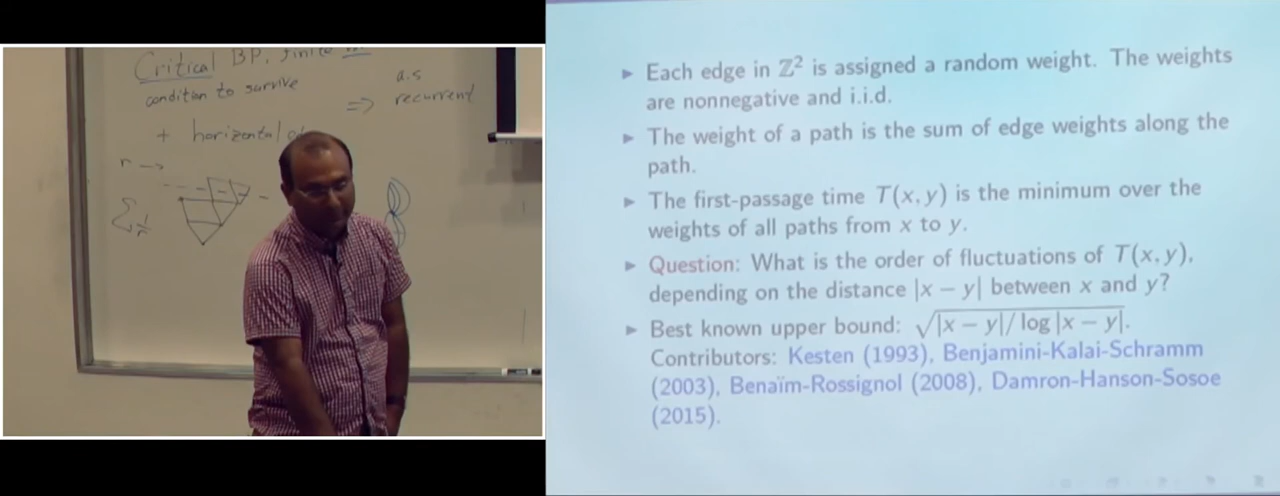 Critical BP, finite
condition to survive
a.s
⇒ recurrent
+ horizontal
n →
Σ 1/n
▸ Each edge in ℤ² is assigned a random weight. The weights
are nonnegative and i.i.d.
▸ The weight of a path is the sum of edge weights along the
path.
▸ The first-passage time T(x, y) is the minimum over the
weights of all paths from x to y.
▸ Question: What is the order of fluctuations of T(x, y),
depending on the distance |x − y| between x and y?
▸ Best known upper bound: √|x − y|/ log |x − y|.
Contributors: Kesten (1993), Benjamini-Kalai-Schramm
(2003), Benaïm-Rossignol (2008), Damron-Hanson-Sosoe
(2015).